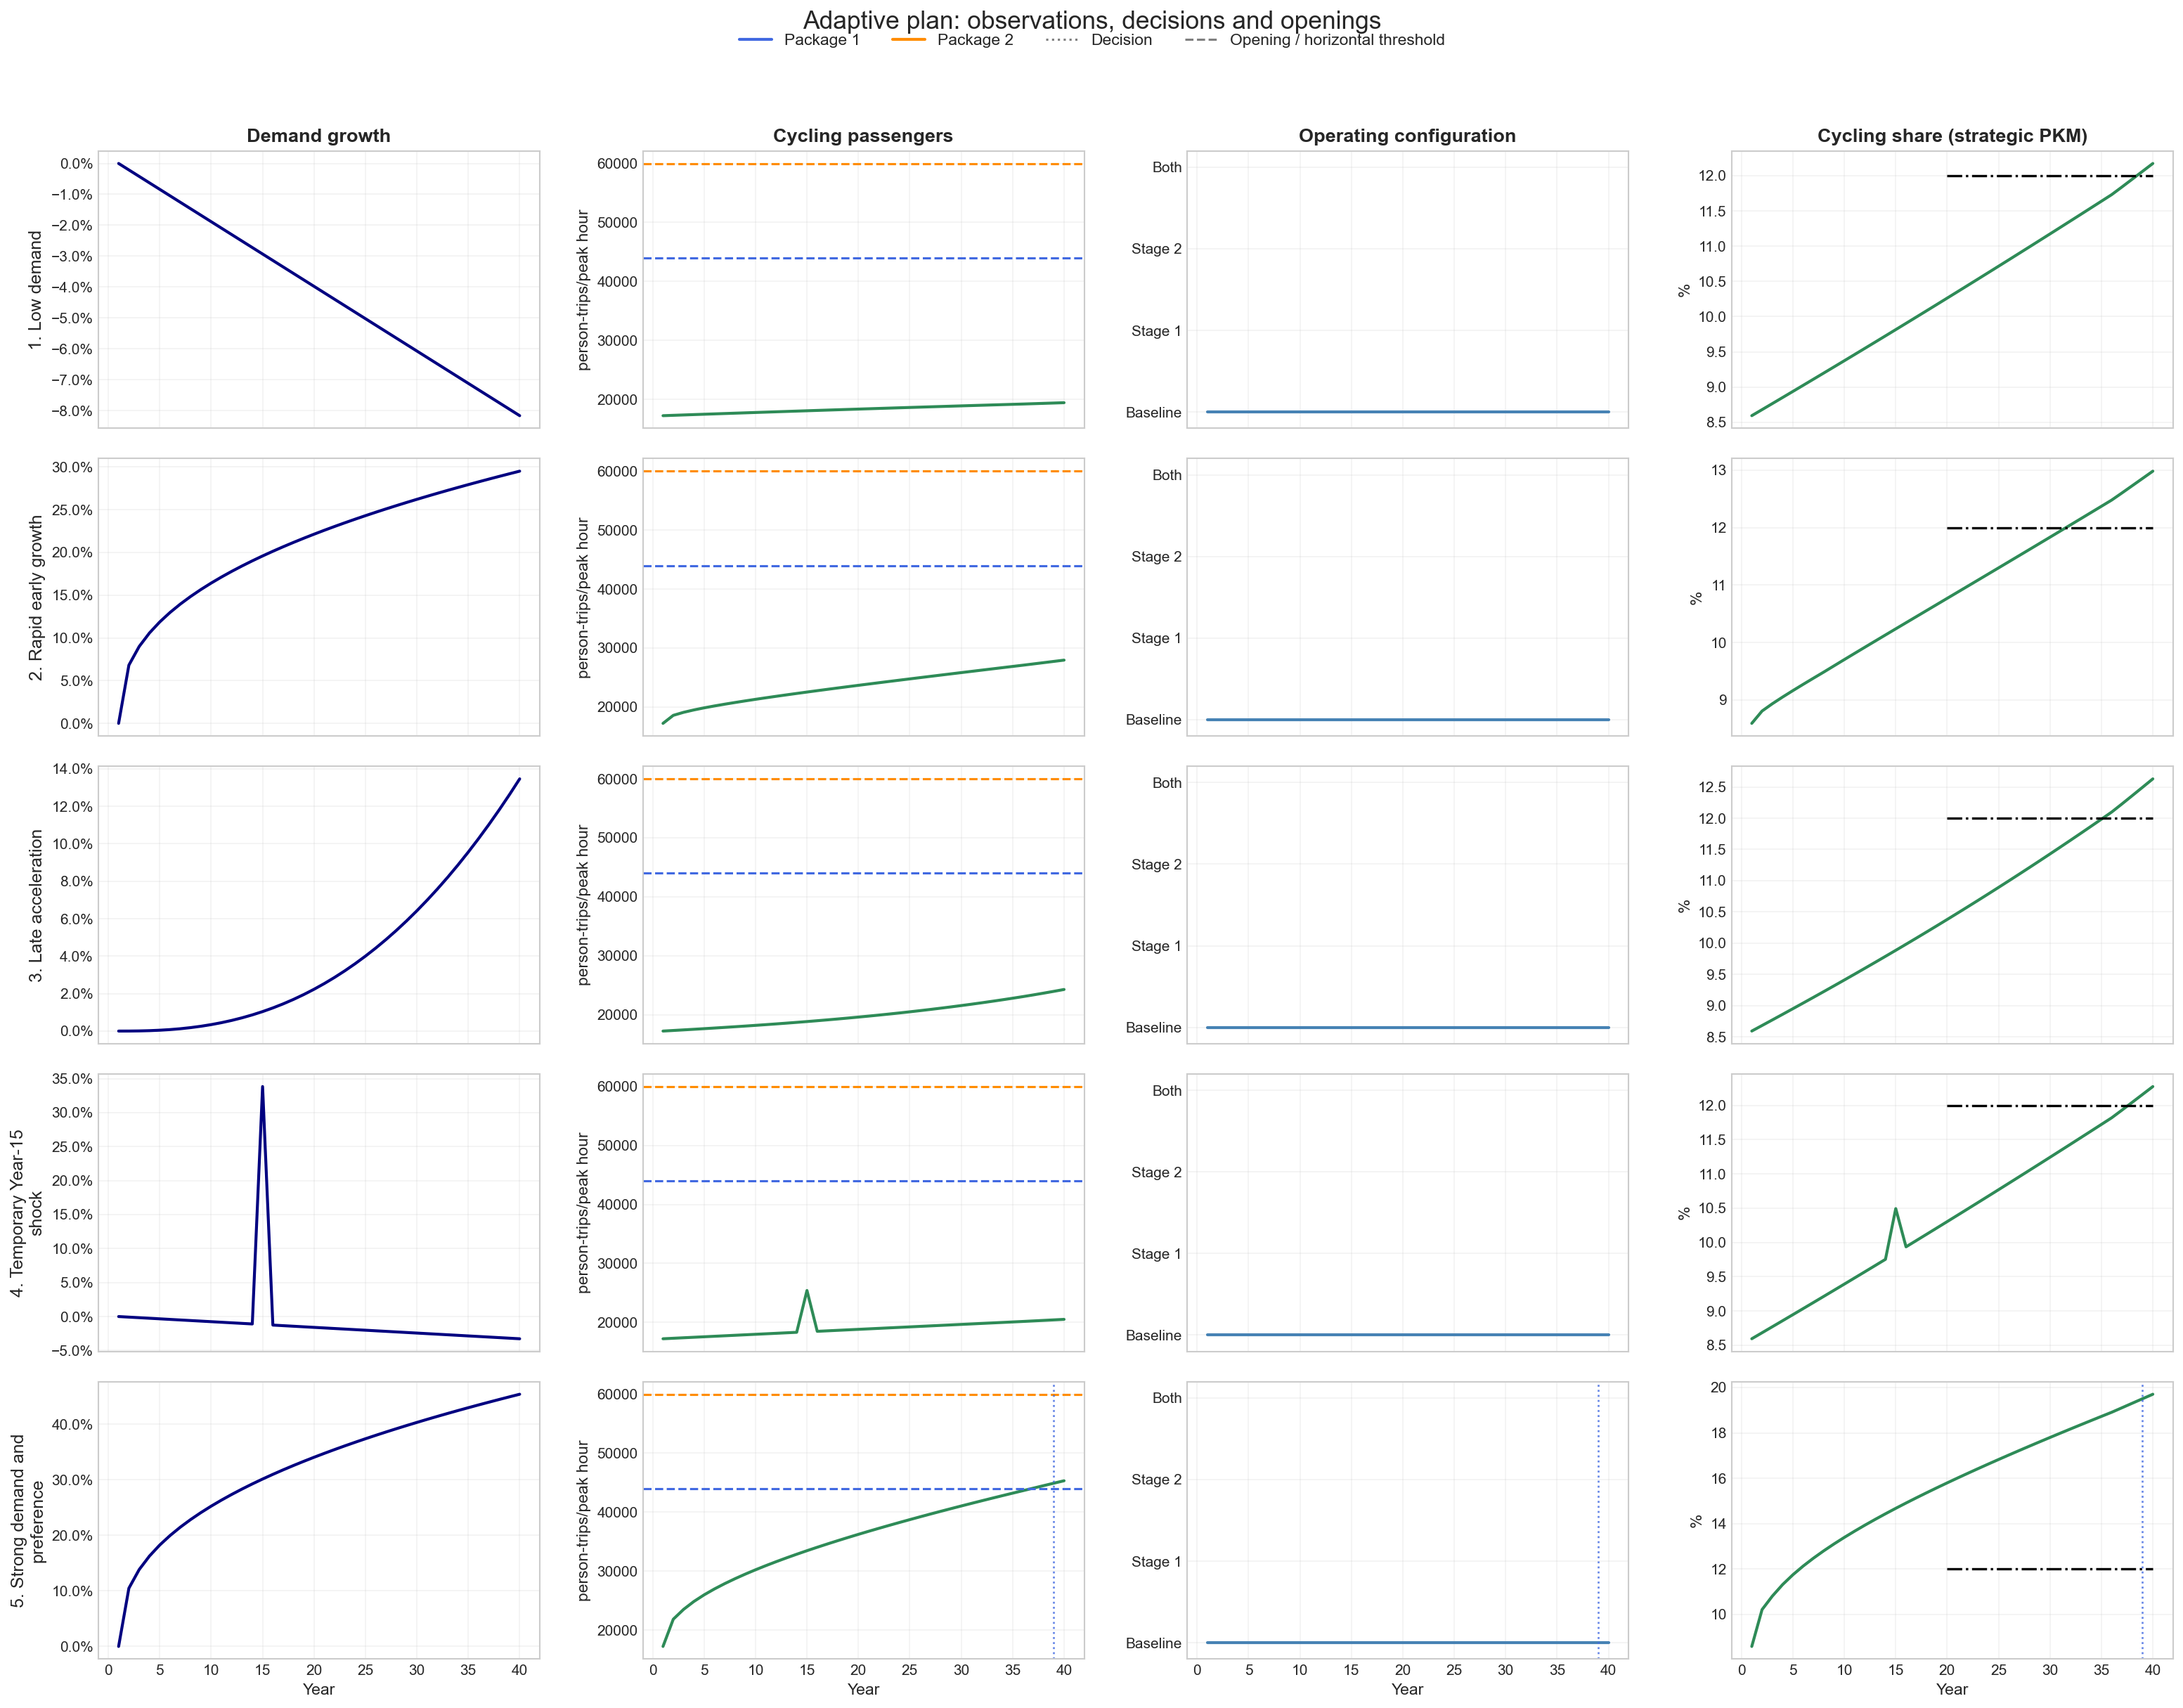 Adaptive plan: observations, decisions and openings
Package 1 Package 2 Decision Opening / horizontal threshold
Demand growth
Cycling passengers
Operating configuration
Cycling share (strategic PKM)
1. Low demand
0.0%
−1.0%
−2.0%
−3.0%
−4.0%
−5.0%
−6.0%
−7.0%
−8.0%
person-trips/peak hour
60000
50000
40000
30000
20000
Both
Stage 2
Stage 1
Baseline
%
12.0
11.5
11.0
10.5
10.0
9.5
9.0
8.5
2. Rapid early growth
30.0%
25.0%
20.0%
15.0%
10.0%
5.0%
0.0%
person-trips/peak hour
60000
50000
40000
30000
20000
Both
Stage 2
Stage 1
Baseline
%
13
12
11
10
9
3. Late acceleration
14.0%
12.0%
10.0%
8.0%
6.0%
4.0%
2.0%
0.0%
person-trips/peak hour
60000
50000
40000
30000
20000
Both
Stage 2
Stage 1
Baseline
%
12.5
12.0
11.5
11.0
10.5
10.0
9.5
9.0
8.5
4. Temporary Year-15
shock
35.0%
30.0%
25.0%
20.0%
15.0%
10.0%
5.0%
0.0%
−5.0%
person-trips/peak hour
60000
50000
40000
30000
20000
Both
Stage 2
Stage 1
Baseline
%
12.0
11.5
11.0
10.5
10.0
9.5
9.0
8.5
5. Strong demand and
preference
40.0%
30.0%
20.0%
10.0%
0.0%
0 5 10 15 20 25 30 35 40
Year
person-trips/peak hour
60000
50000
40000
30000
20000
0 5 10 15 20 25 30 35 40
Year
Both
Stage 2
Stage 1
Baseline
0 5 10 15 20 25 30 35 40
Year
%
20
18
16
14
12
10
0 5 10 15 20 25 30 35 40
Year